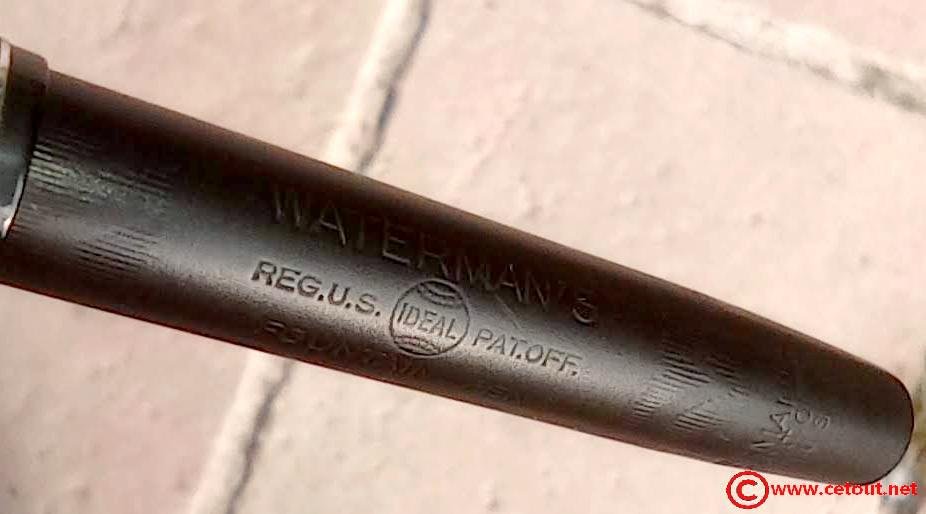 WATERMAN'S
REG.U.S. IDEAL PAT.OFF.
©www.cetout.net